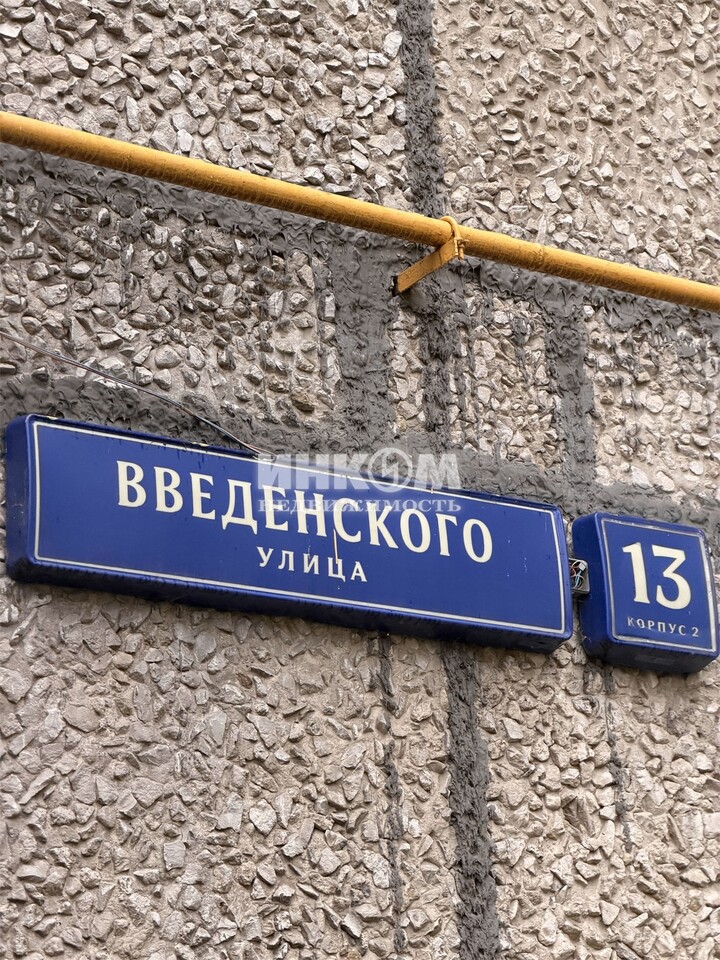 ИНКОМ
НЕДВИЖИМОСТЬ
ВВЕДЕНСКОГО
УЛИЦА
13
КОРПУС 2